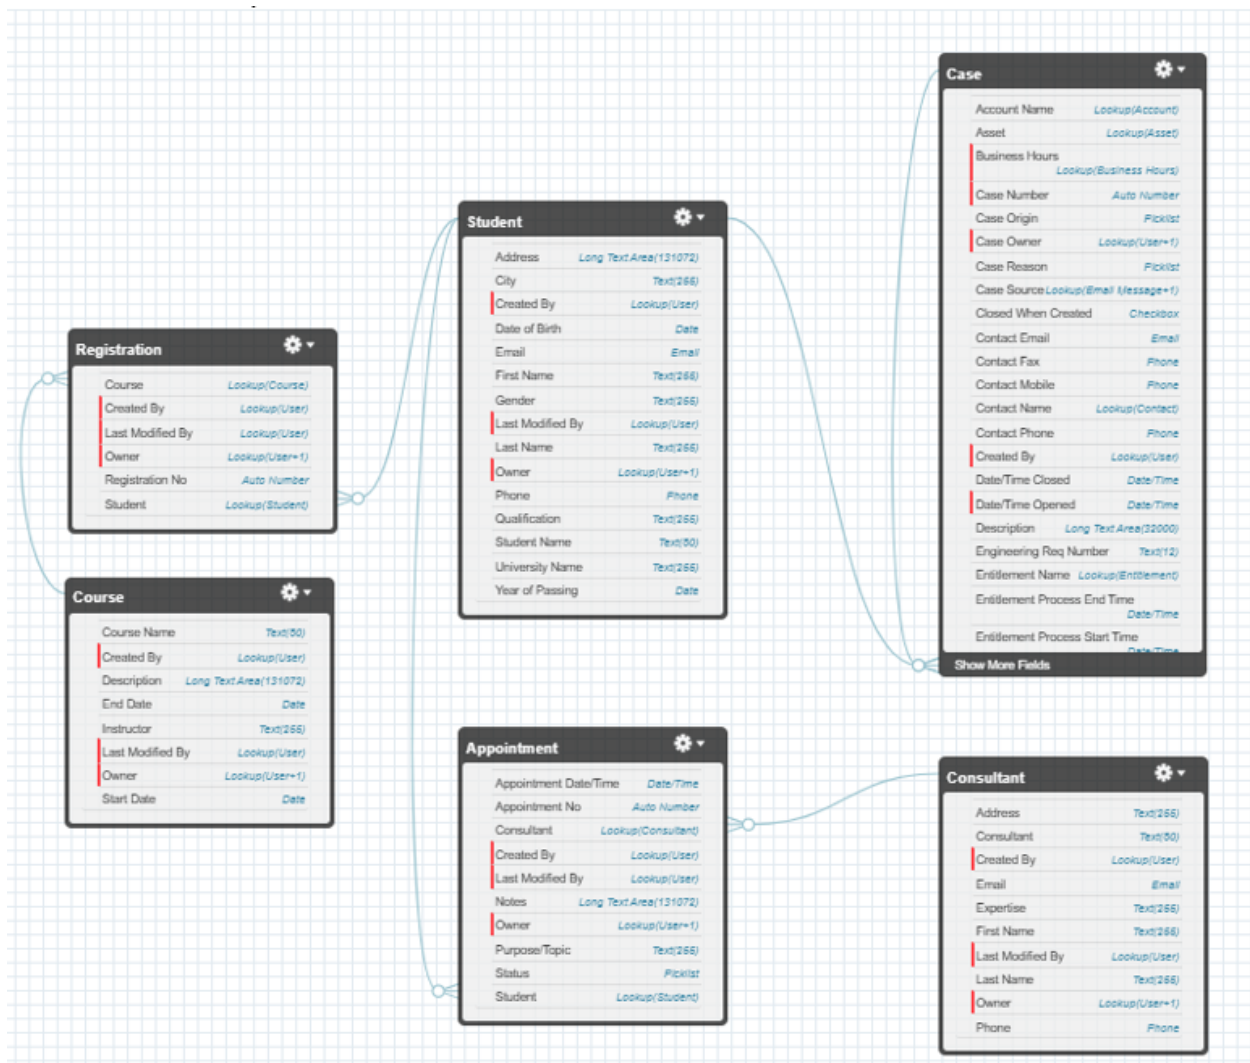 Case
Account Name Lookup(Account)
Asset Lookup(Asset)
Business Hours
Lookup(Business Hours)
Case Number Auto Number
Case Origin Picklist
Case Owner Lookup(User+1)
Case Reason Picklist
Case Source Lookup(Email Message+1)
Closed When Created Checkbox
Contact Email Email
Contact Fax Phone
Contact Mobile Phone
Contact Name Lookup(Contact)
Contact Phone Phone
Created By Lookup(User)
Date/Time Closed Date/Time
Date/Time Opened Date/Time
Description Long Text Area(32000)
Engineering Req Number Text(12)
Entitlement Name Lookup(Entitlement)
Entitlement Process End Time
Date/Time
Entitlement Process Start Time
Date/Time
Show More Fields
Student
Address Long Text Area(131072)
City Text(255)
Created By Lookup(User)
Date of Birth Date
Email Email
First Name Text(255)
Gender Text(255)
Last Modified By Lookup(User)
Last Name Text(255)
Owner Lookup(User+1)
Phone Phone
Qualification Text(255)
Student Name Text(80)
University Name Text(255)
Year of Passing Date
Registration
Course Lookup(Course)
Created By Lookup(User)
Last Modified By Lookup(User)
Owner Lookup(User+1)
Registration No Auto Number
Student Lookup(Student)
Course
Course Name Text(80)
Created By Lookup(User)
Description Long Text Area(131072)
End Date Date
Instructor Text(255)
Last Modified By Lookup(User)
Owner Lookup(User+1)
Start Date Date
Appointment
Appointment Date/Time Date/Time
Appointment No Auto Number
Consultant Lookup(Consultant)
Created By Lookup(User)
Last Modified By Lookup(User)
Notes Long Text Area(131072)
Owner Lookup(User+1)
Purpose/Topic Text(255)
Status Picklist
Student Lookup(Student)
Consultant
Address Text(255)
Consultant Text(80)
Created By Lookup(User)
Email Email
Expertise Text(255)
First Name Text(255)
Last Modified By Lookup(User)
Last Name Text(255)
Owner Lookup(User+1)
Phone Phone